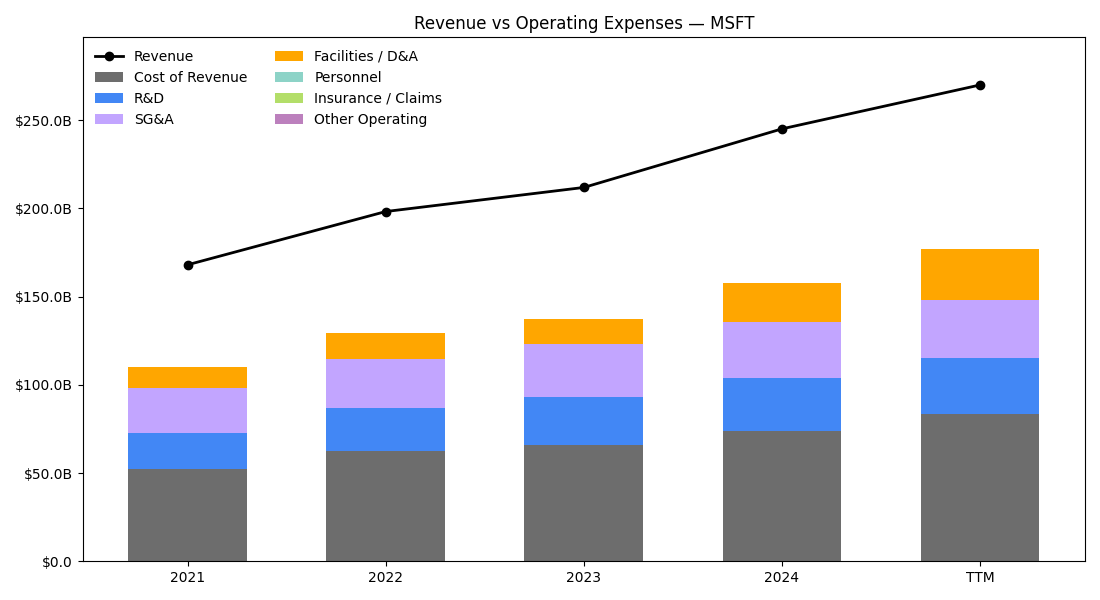 Revenue vs Operating Expenses — MSFT
Revenue
Cost of Revenue
R&D
SG&A
Facilities / D&A
Personnel
Insurance / Claims
Other Operating
$250.0B
$200.0B
$150.0B
$100.0B
$50.0B
$0.0
2021
2022
2023
2024
TTM